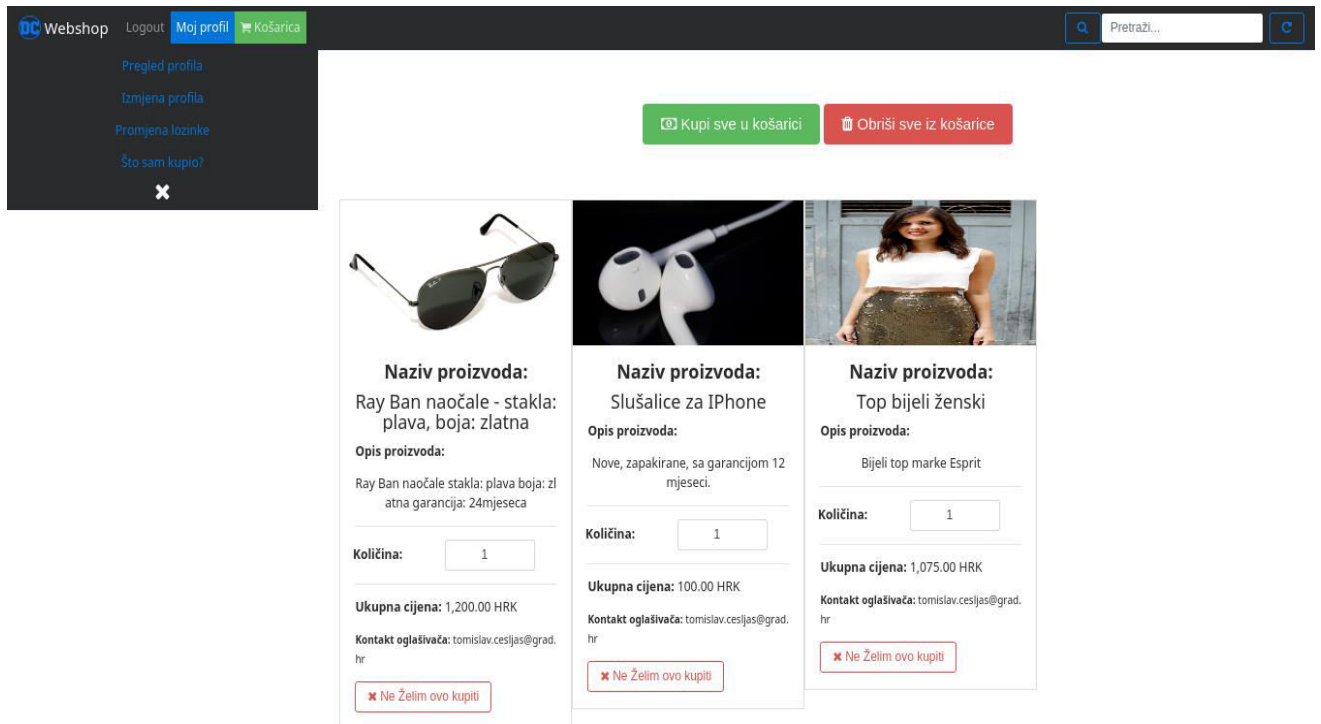 DC Webshop Logout Moj profil Košarica Pretraži...
Pregled profila
Izmjena profila
Promjena lozinke
Što sam kupio?
Kupi sve u košarici Obriši sve iz košarice
Naziv proizvoda:
Ray Ban naočale - stakla:
plava, boja: zlatna
Opis proizvoda:
Ray Ban naočale stakla: plava boja: zl
atna garancija: 24mjeseca
Količina: 1
Ukupna cijena: 1,200.00 HRK
Kontakt oglašivača: tomislav.cesljas@grad.
hr
Ne Želim ovo kupiti
Naziv proizvoda:
Slušalice za IPhone
Opis proizvoda:
Nove, zapakirane, sa garancijom 12
mjeseci.
Količina: 1
Ukupna cijena: 100.00 HRK
Kontakt oglašivača: tomislav.cesljas@grad.
hr
Ne Želim ovo kupiti
Naziv proizvoda:
Top bijeli ženski
Opis proizvoda:
Bijeli top marke Esprit
Količina: 1
Ukupna cijena: 1,075.00 HRK
Kontakt oglašivača: tomislav.cesljas@grad.
hr
Ne Želim ovo kupiti